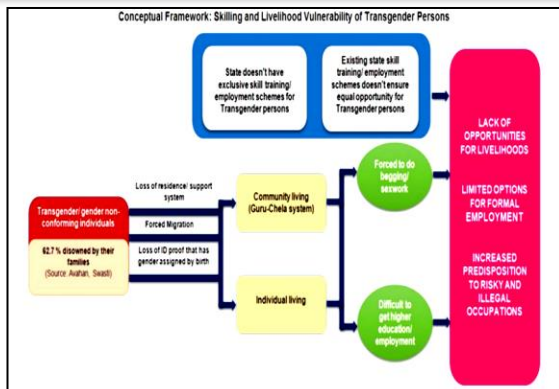 Conceptual Framework: Skilling and Livelihood Vulnerability of Transgender Persons
State doesn't have
exclusive skill training/
employment schemes for
Transgender persons
Existing state skill
training/ employment
schemes doesn't ensure
equal opportunity for
Transgender persons
LACK OF
OPPORTUNITIES
FOR LIVELIHOODS
LIMITED OPTIONS
FOR FORMAL
EMPLOYMENT
INCREASED
PREDISPOSITION
TO RISKY AND
ILLEGAL
OCCUPATIONS
Transgender/ gender non-
conforming individuals
62.7 % disowned by their
families
(Source: Avahan, Swasti)
Loss of residence/ support
system
Forced Migration
Loss of ID proof that has
gender assigned by birth
Community living
(Guru-Chela system)
Individual living
Forced to do
begging/
sexwork
Difficult to
get higher
education/
employment